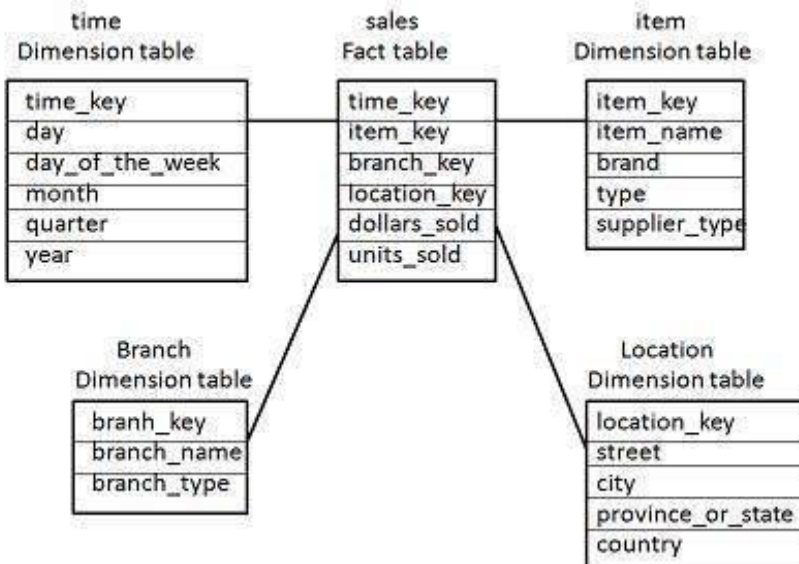 time
Dimension table
time_key
day
day_of_the_week
month
quarter
year
sales
Fact table
time_key
item_key
branch_key
location_key
dollars_sold
units_sold
item
Dimension table
item_key
item_name
brand
type
supplier_type
Branch
Dimension table
branh_key
branch_name
branch_type
Location
Dimension table
location_key
street
city
province_or_state
country